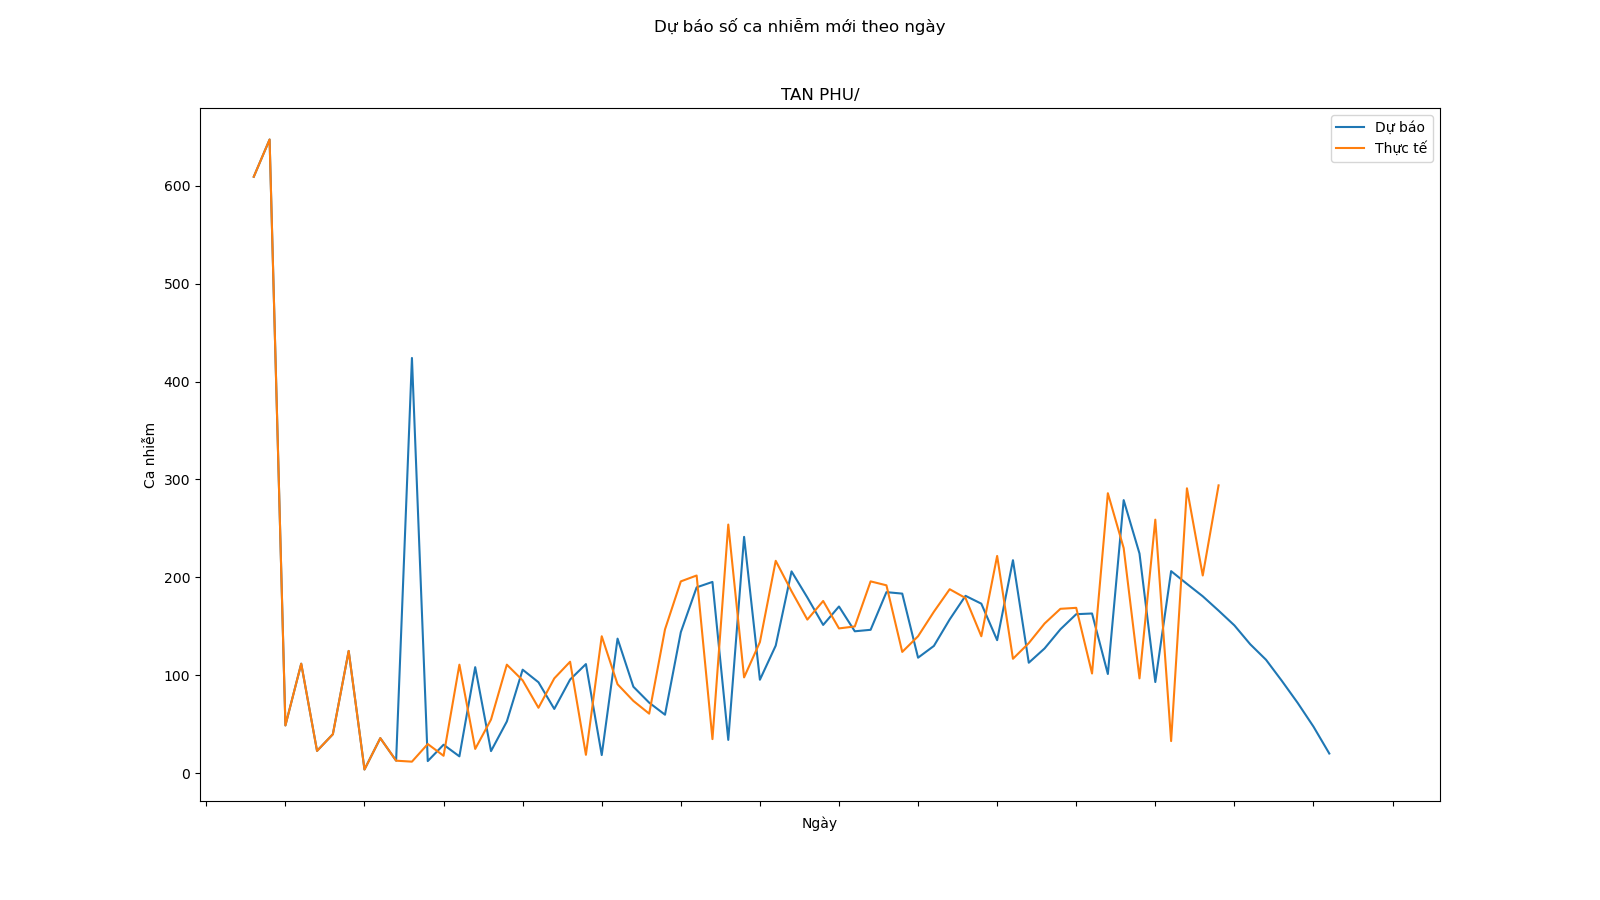 Dự báo số ca nhiễm mới theo ngày
TAN PHU/
Dự báo
Thực tế
600
500
400
300
200
100
0
Ca nhiễm
Ngày